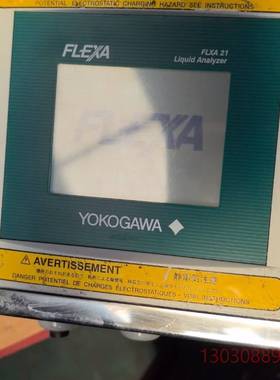 POTENTIAL ELECTROSTATIC CHARGING HAZARD SEE INSTRUCTIONS
FLEXA
FLXA 21
Liquid Analyzer
FLEXA
YOKOGAWA
AVERTISSEMENT
DANGER POTENTIEL DE CHARGES ÉLECTROSTATIQUES - VOIR INSTRUCTIONS
13030889